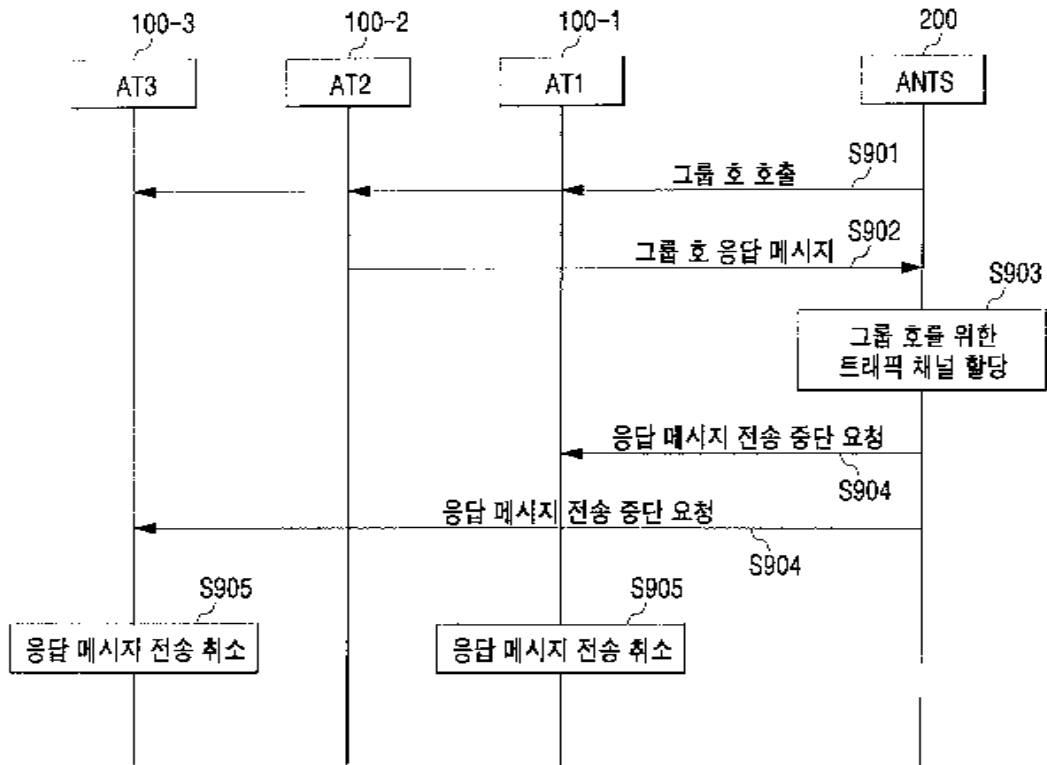 100-3
100-2
100-1
200
AT3
AT2
AT1
ANTS
S901
그룹 호 호출
S902
그룹 호 응답 메시지
S903
그룹 호를 위한
트래픽 채널 할당
응답 메시지 전송 중단 요청
S904
응답 메시지 전송 중단 요청
S904
S905
S905
응답 메시지 전송 취소
응답 메시지 전송 취소